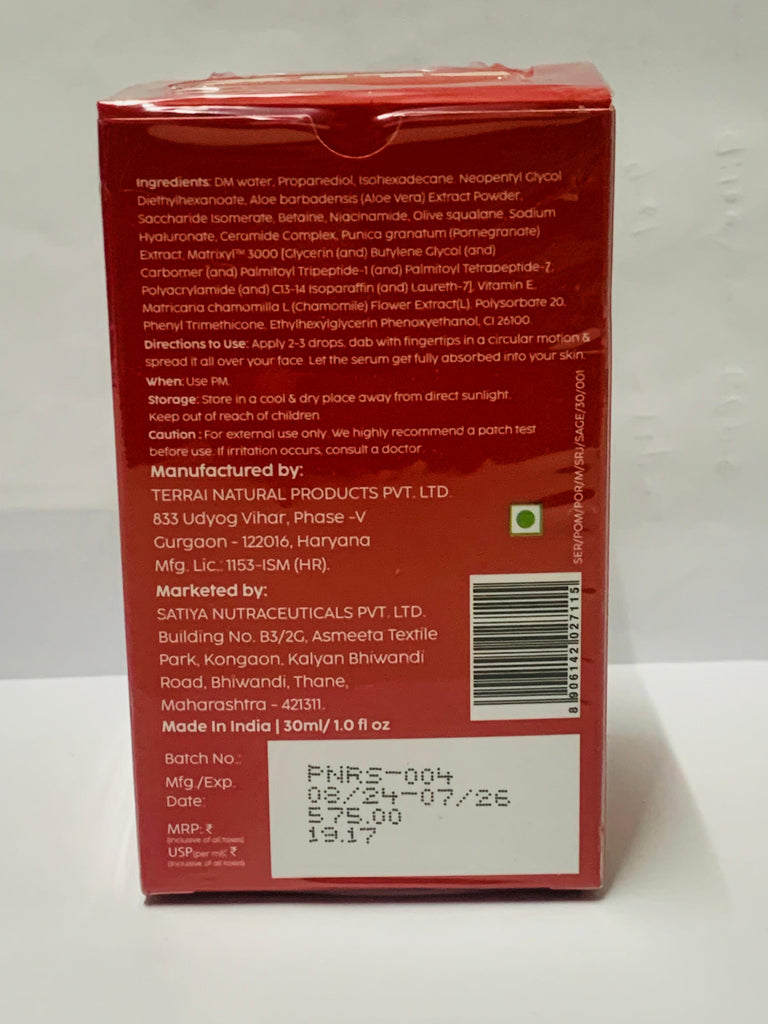 Ingredients: DM water, Propanediol, Isohexadecane, Neopentyl Glycol
Diethylhexanoate, Aloe barbadensis (Aloe Vera) Extract Powder,
Saccharide Isomerate, Betaine, Niacinamide, Olive squalane, Sodium
Hyaluronate, Ceramide Complex, Punica granatum (Pomegranate)
Extract, Matrixyl™ 3000 [Glycerin (and) Butylene Glycol (and)
Carbomer (and) Palmitoyl Tripeptide-1 (and) Palmitoyl Tetrapeptide-7,
Polyacrylamide (and) C13-14 Isoparaffin (and) Laureth-7], Vitamin E,
Matricaria chamomilla L (Chamomile) Flower Extract(L), Polysorbate 20,
Phenyl Trimethicone, Ethylhexylglycerin Phenoxyethanol, CI 26100.
Directions to Use: Apply 2-3 drops, dab with fingertips in a circular motion &
spread it all over your face. Let the serum get fully absorbed into your skin.
When: Use PM.
Storage: Store in a cool & dry place away from direct sunlight.
Keep out of reach of children.
Caution : For external use only. We highly recommend a patch test
before use. If irritation occurs, consult a doctor.
Manufactured by:
TERRAI NATURAL PRODUCTS PVT. LTD.
833 Udyog Vihar, Phase -V
Gurgaon - 122016, Haryana
Mfg. Lic.: 1153-ISM (HR).
Marketed by:
SATIYA NUTRACEUTICALS PVT. LTD.
Building No. B3/2G, Asmeeta Textile
Park, Kongaon, Kalyan Bhiwandi
Road, Bhiwandi, Thane,
Maharashtra - 421311.
Made In India | 30ml/ 1.0 fl oz
SER/POM/POR/M/SRJ/SAGE/30/001
8 906142 027115
Batch No.: PNRS-004
Mfg./Exp. 08/24-07/26
Date:
MRP: ₹ 575.00
(Inclusive of all taxes)
USP(per ml): ₹ 19.17
(Inclusive of all taxes)